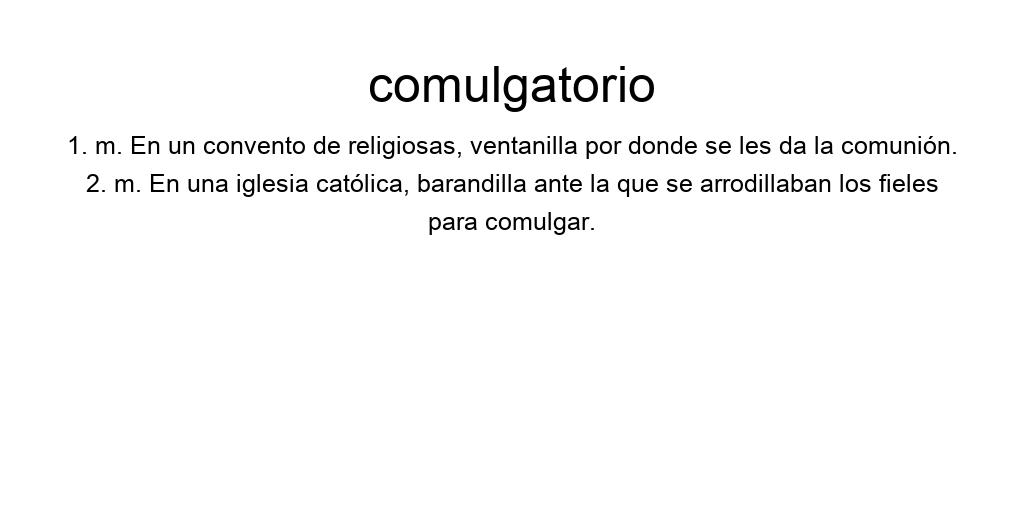 comulgatorio
1. m. En un convento de religiosas, ventanilla por donde se les da la comunión.
2. m. En una iglesia católica, barandilla ante la que se arrodillaban los fieles
para comulgar.